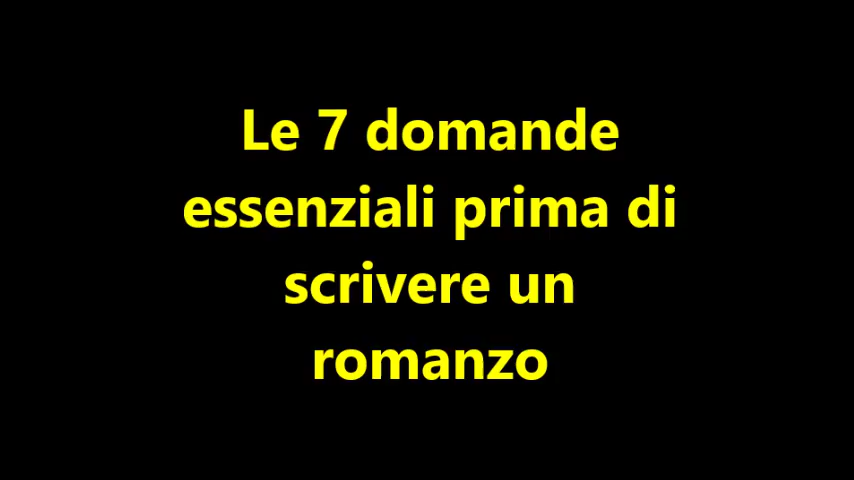 Le 7 domande
essenziali prima di
scrivere un
romanzo